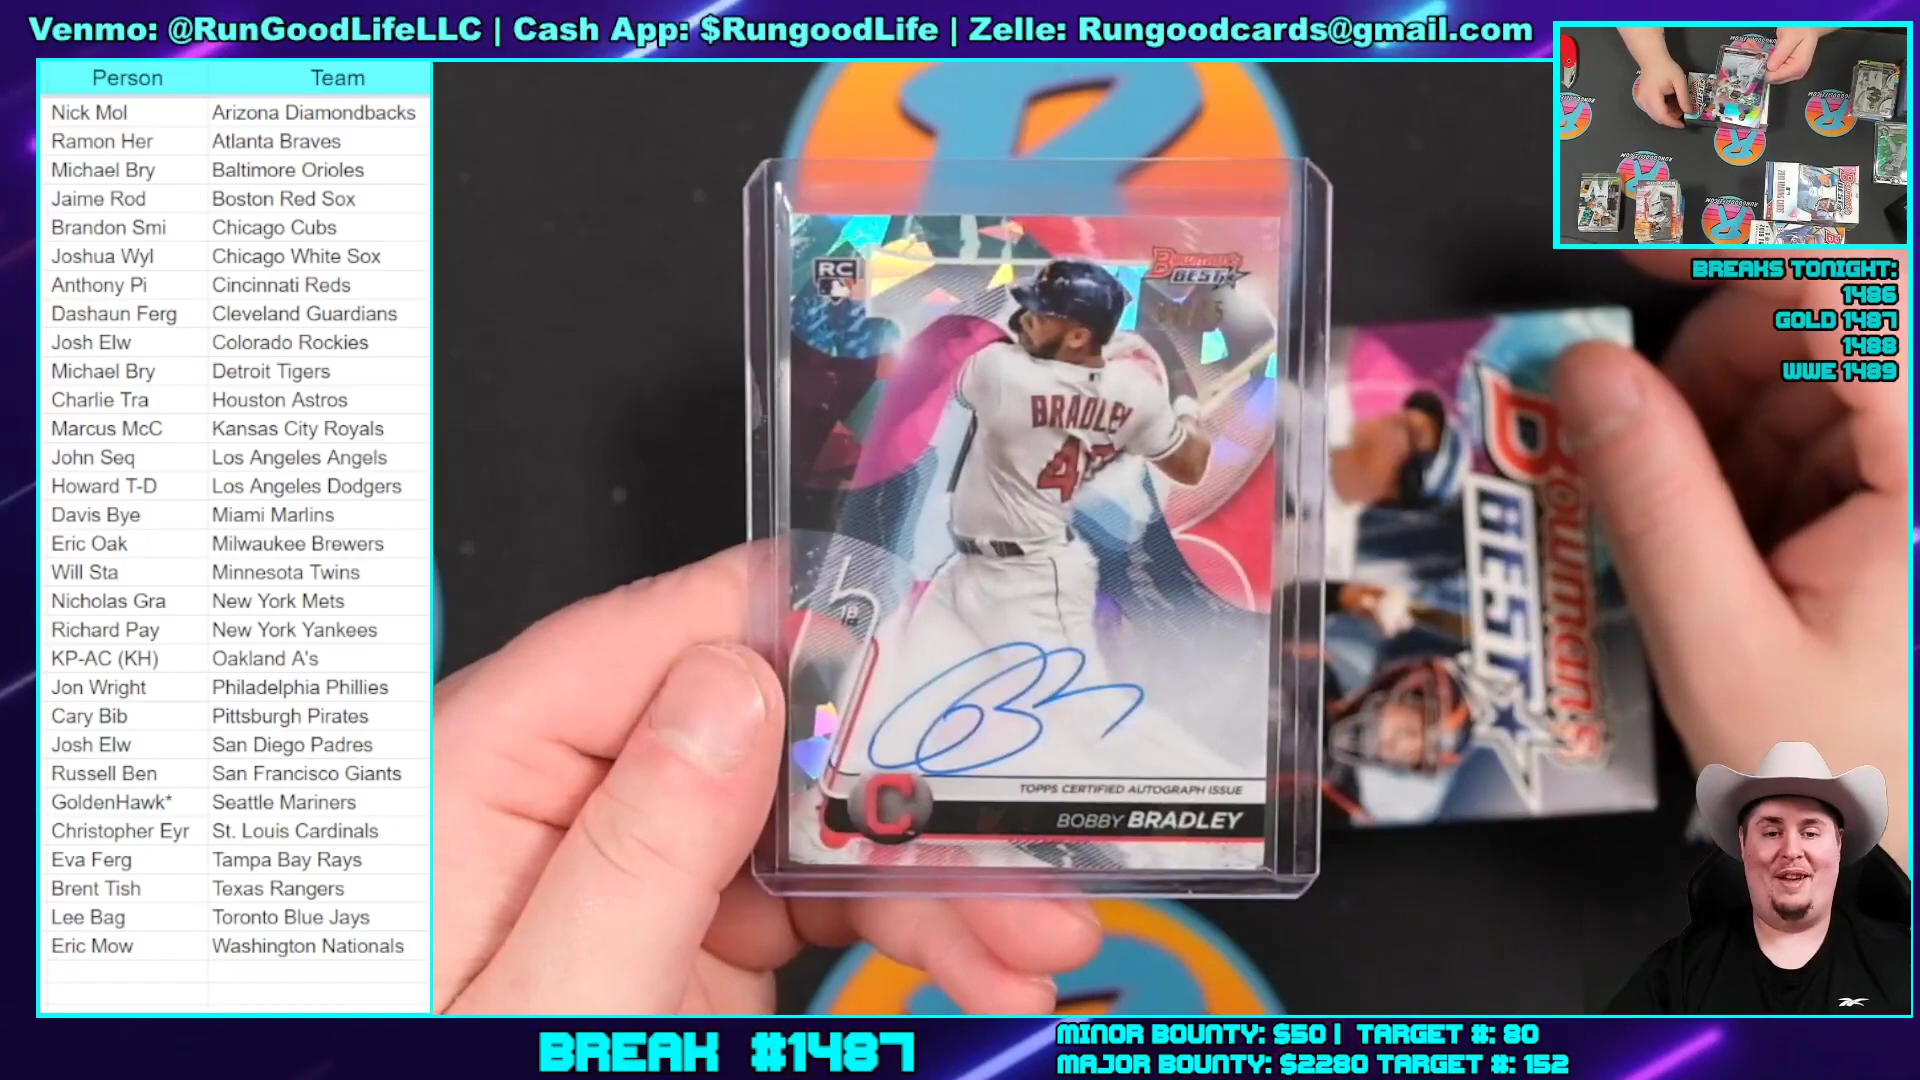 Venmo: @RunGoodLifeLLC | Cash App: $RungoodLife | Zelle: Rungoodcards@gmail.com
Person Team
Nick Mol Arizona Diamondbacks
Ramon Her Atlanta Braves
Michael Bry Baltimore Orioles
Jaime Rod Boston Red Sox
Brandon Smi Chicago Cubs
Joshua Wyl Chicago White Sox
Anthony Pi Cincinnati Reds
Dashaun Ferg Cleveland Guardians
Josh Elw Colorado Rockies
Michael Bry Detroit Tigers
Charlie Tra Houston Astros
Marcus McC Kansas City Royals
John Seq Los Angeles Angels
Howard T-D Los Angeles Dodgers
Davis Bye Miami Marlins
Eric Oak Milwaukee Brewers
Will Sta Minnesota Twins
Nicholas Gra New York Mets
Richard Pay New York Yankees
KP-AC (KH) Oakland A's
Jon Wright Philadelphia Phillies
Cary Bib Pittsburgh Pirates
Josh Elw San Diego Padres
Russell Ben San Francisco Giants
GoldenHawk* Seattle Mariners
Christopher Eyr St. Louis Cardinals
Eva Ferg Tampa Bay Rays
Brent Tish Texas Rangers
Lee Bag Toronto Blue Jays
Eric Mow Washington Nationals
RC
BOWMAN'S
BEST
BRADLEY
TOPPS CERTIFIED AUTOGRAPH ISSUE
C
BOBBY BRADLEY
BOWMAN'S
BEST
BREAKS TONIGHT:
1486
GOLD 1487
1488
WWE 1489
BREAK #1487
MINOR BOUNTY: $50 | TARGET #: 80
MAJOR BOUNTY: $2280 TARGET #: 152